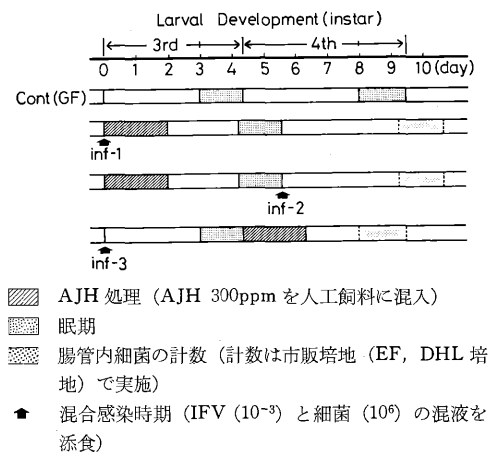 Larval Development (instar)
3rd 4th
0 1 2 3 4 5 6 7 8 9 10 (day)
Cont (GF)
inf-1
inf-2
inf-3
AJH 処理（AJH 300ppm を人工飼料に混入）
眠期
腸管内細菌の計数（計数は市販培地（EF，DHL 培
地）で実施）
混合感染時期（IFV（10⁻³）と細菌（10⁶）の混液を
添食）